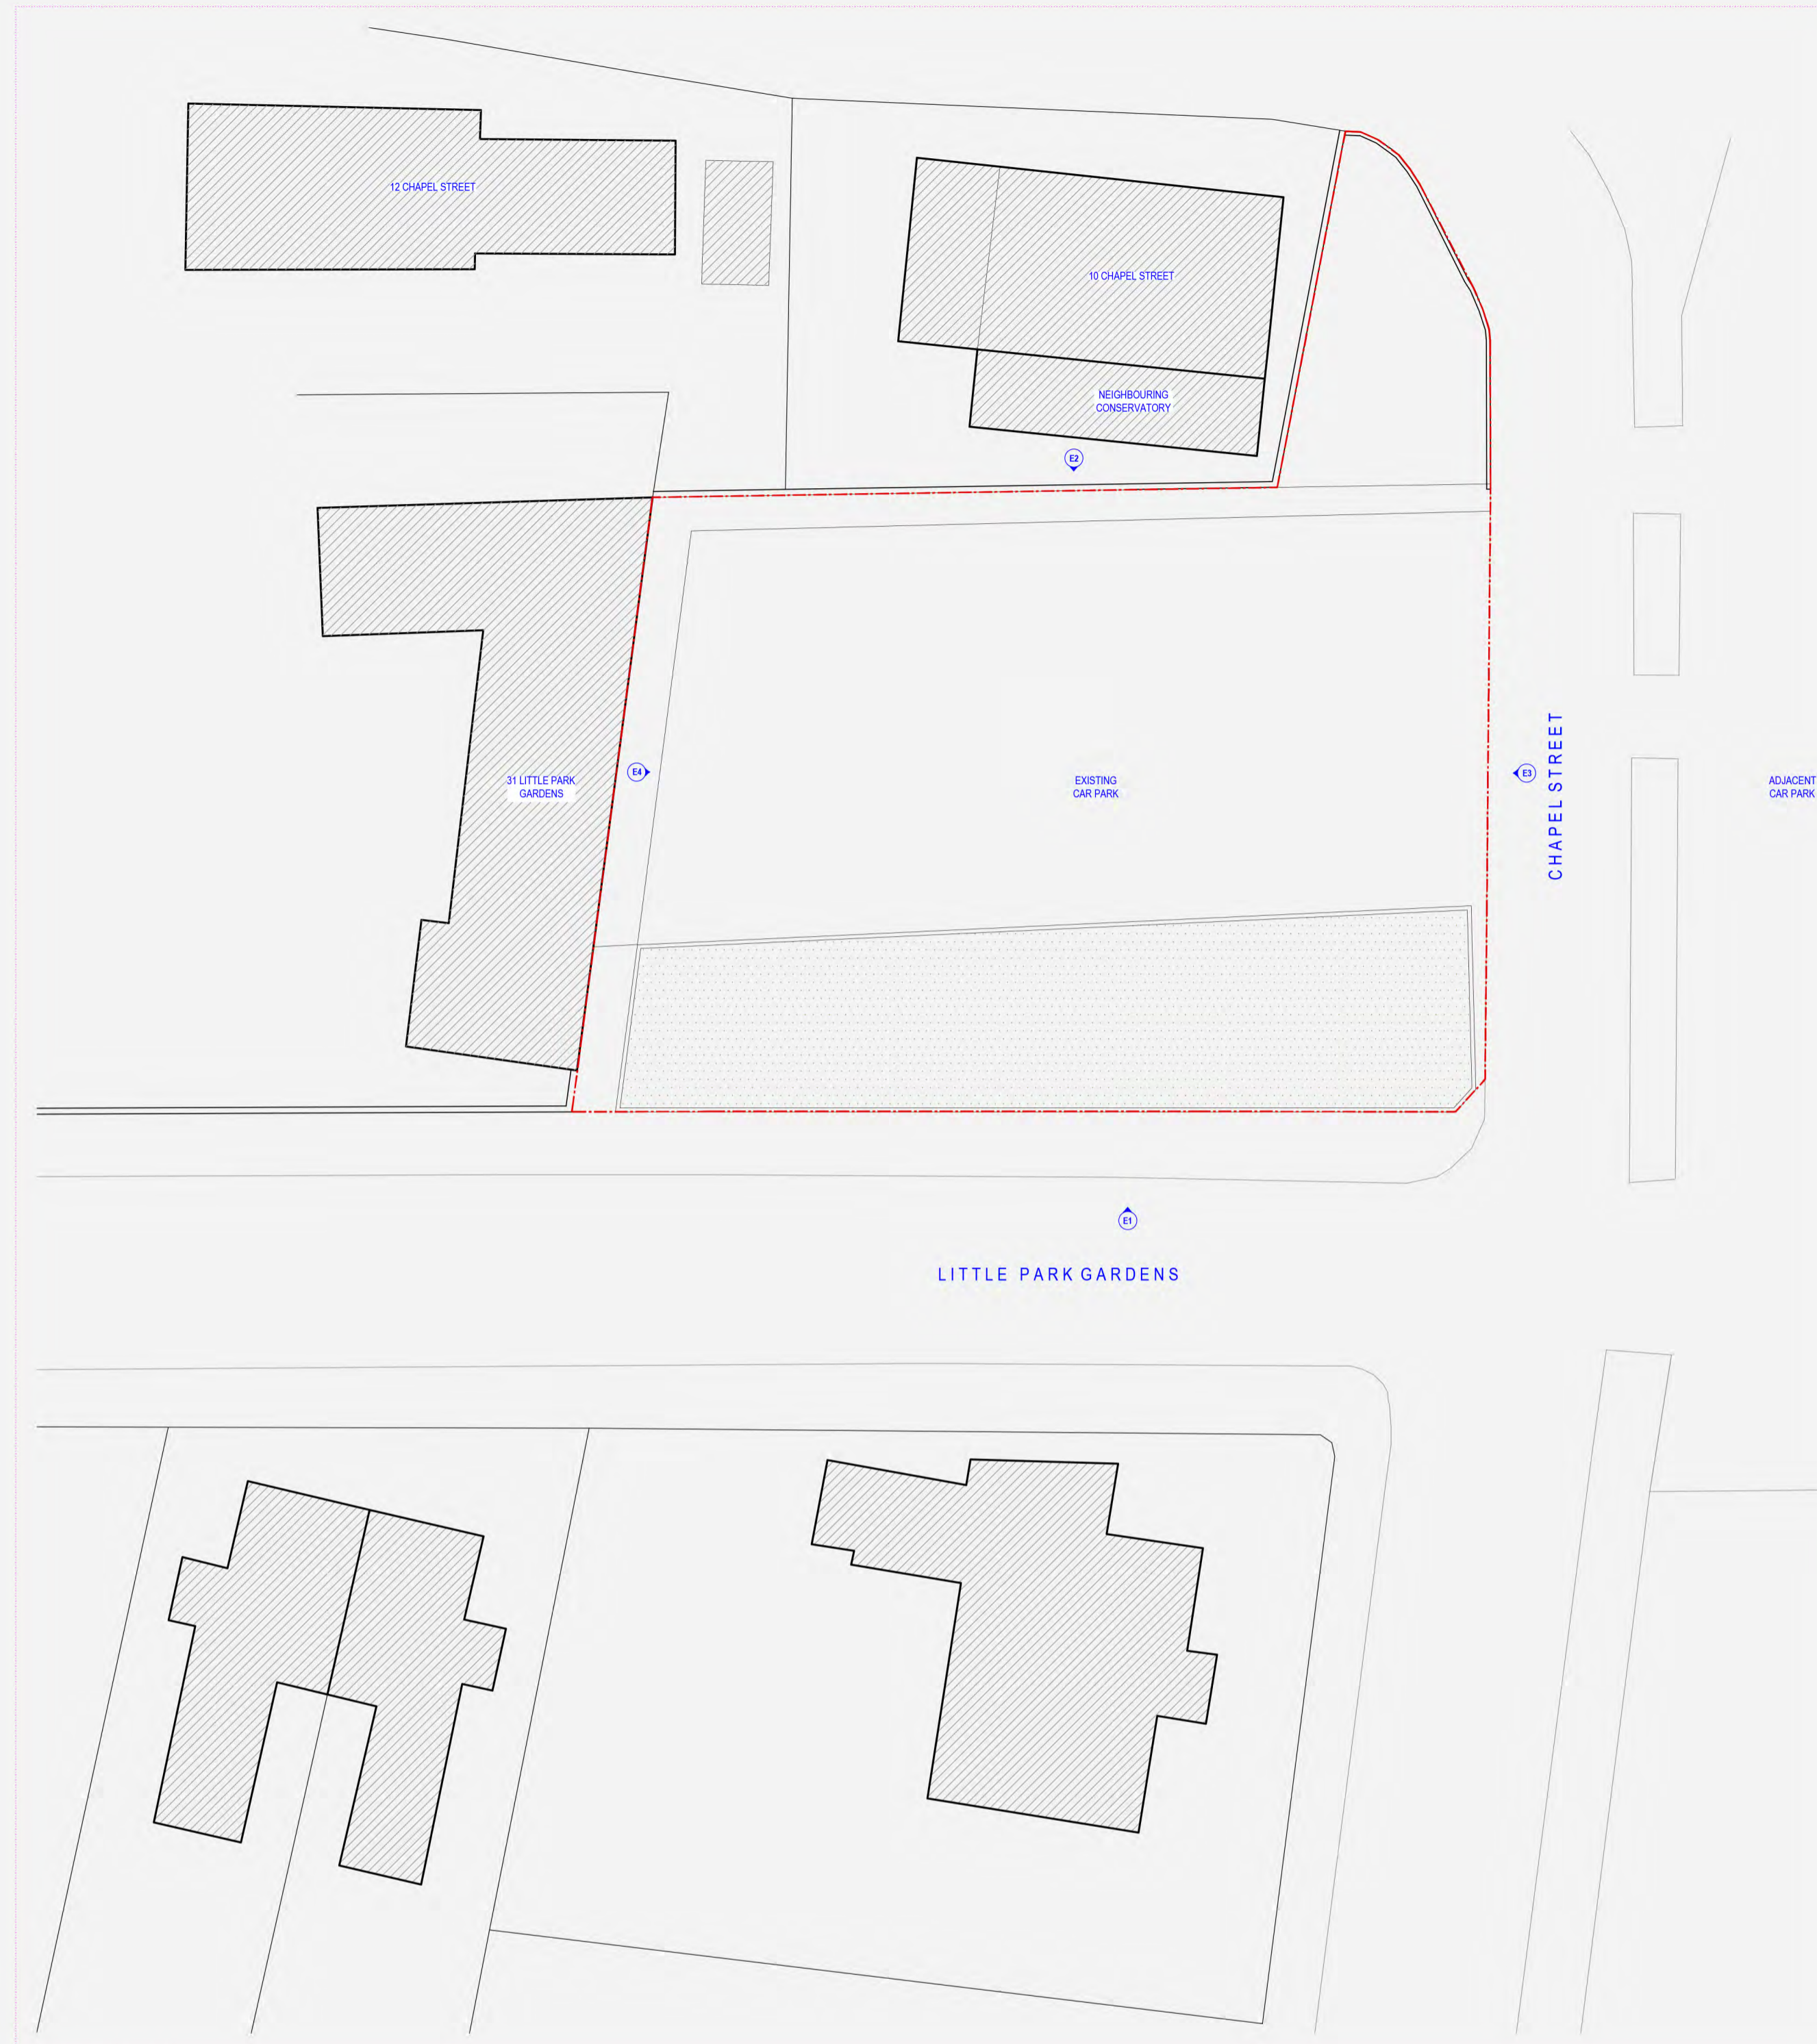 12 CHAPEL STREET
10 CHAPEL STREET
NEIGHBOURING
CONSERVATORY
E2
31 LITTLE PARK
GARDENS
E4
EXISTING
CAR PARK
E3
CHAPEL STREET
ADJACENT
CAR PARK
E1
LITTLE PARK GARDENS